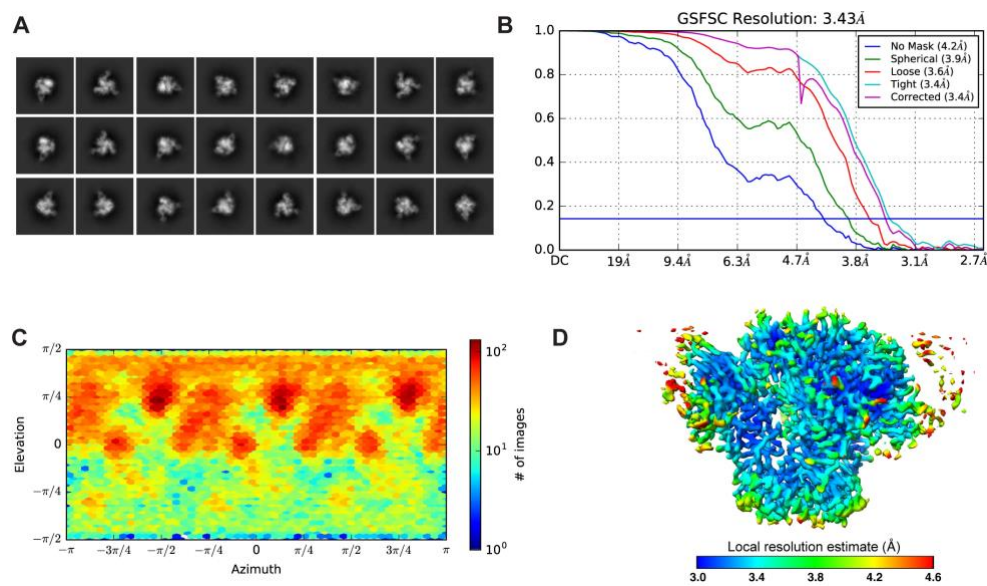 A
B
GSFSC Resolution: 3.43Å
1.0
0.8
0.6
0.4
0.2
0.0
No Mask (4.2Å)
Spherical (3.9Å)
Loose (3.6Å)
Tight (3.4Å)
Corrected (3.4Å)
DC 19Å 9.4Å 6.3Å 4.7Å 3.8Å 3.1Å 2.7Å
C
Elevation
π/2
π/4
0
−π/4
−π/2
−π −3π/4 −π/2 −π/4 0 π/4 π/2 3π/4 π
Azimuth
10²
10¹
10⁰
# of images
D
Local resolution estimate (Å)
3.0 3.4 3.8 4.2 4.6